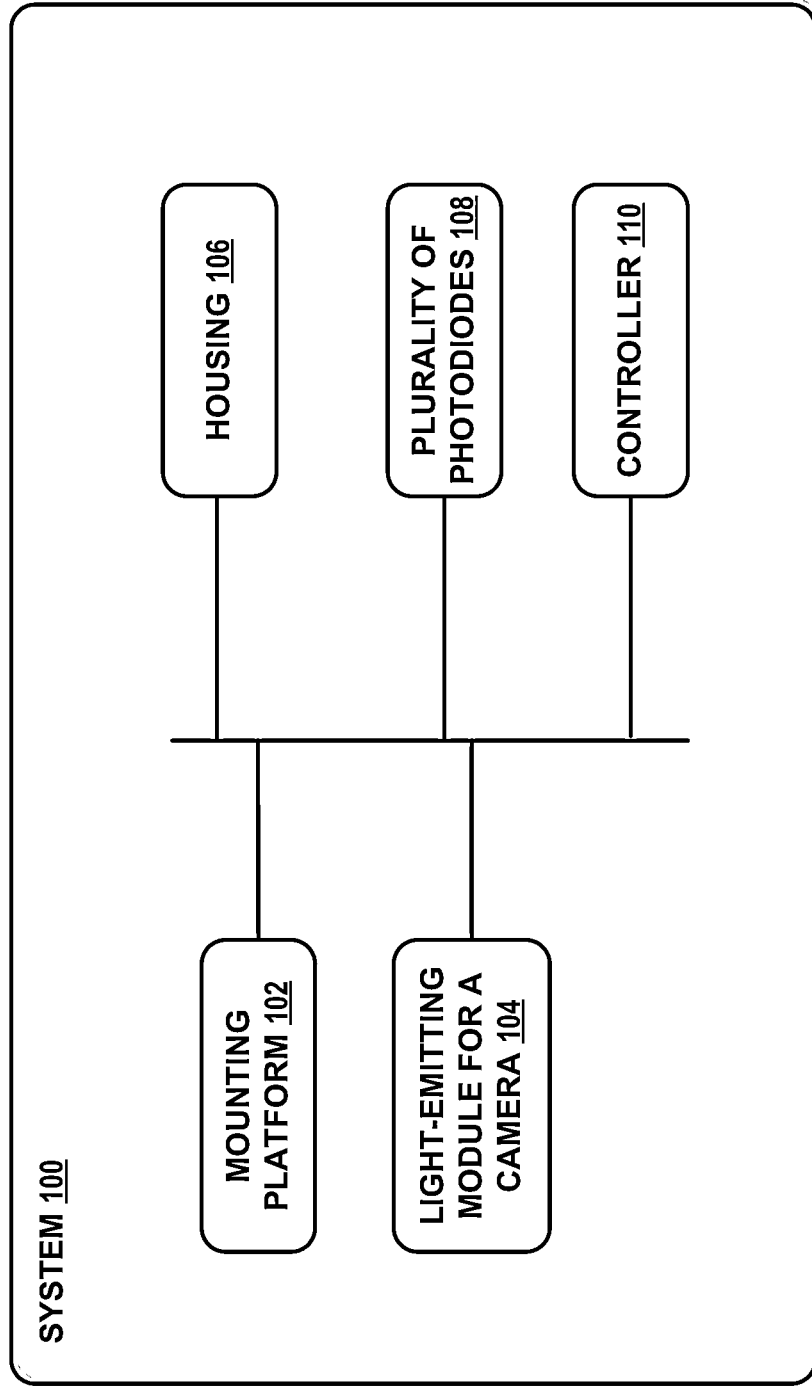 SYSTEM 100
MOUNTING
PLATFORM 102
LIGHT-EMITTING
MODULE FOR A
CAMERA 104
HOUSING 106
PLURALITY OF
PHOTODIODES 108
CONTROLLER 110